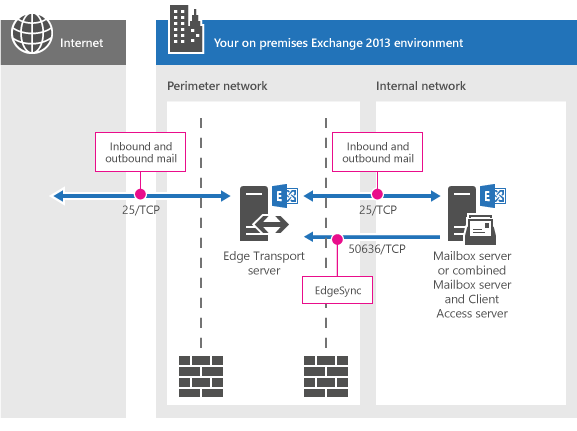 Internet
Your on premises Exchange 2013 environment
Perimeter network
Internal network
Inbound and
outbound mail
Inbound and
outbound mail
25/TCP
25/TCP
E
E
50636/TCP
Edge Transport
server
EdgeSync
Mailbox server
or combined
Mailbox server
and Client
Access server